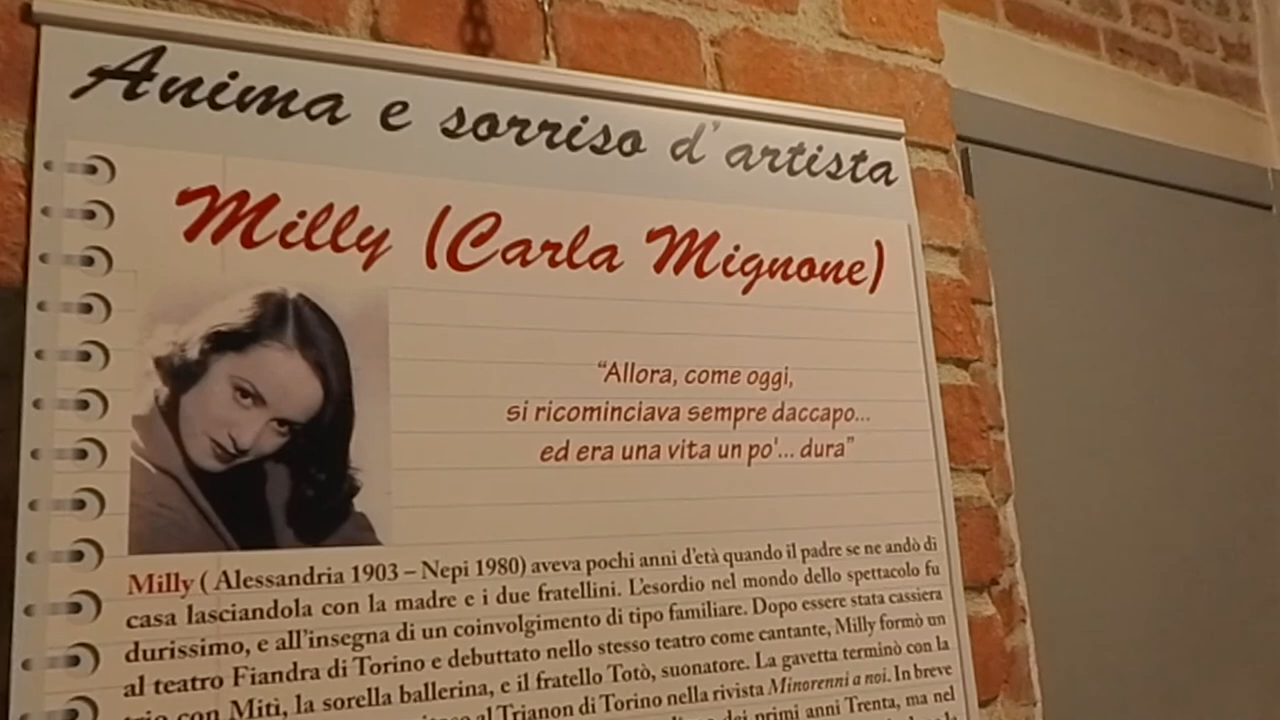 Anima e sorriso d'artista
Milly (Carla Mignone)
“Allora, come oggi,
si ricominciava sempre daccapo...
ed era una vita un po'... dura”
Milly ( Alessandria 1903 – Nepi 1980) aveva pochi anni d'età quando il padre se ne andò di
casa lasciandola con la madre e i due fratellini. L'esordio nel mondo dello spettacolo fu
durissimo, e all'insegna di un coinvolgimento di tipo familiare. Dopo essere stata cassiera
al teatro Fiandra di Torino e debuttato nello stesso teatro come cantante, Milly formò un
trio con Mitì, la sorella ballerina, e il fratello Totò, suonatore. La gavetta terminò con la
al Trianon di Torino nella rivista Minorenni a noi. In breve
dei primi anni Trenta, ma nel